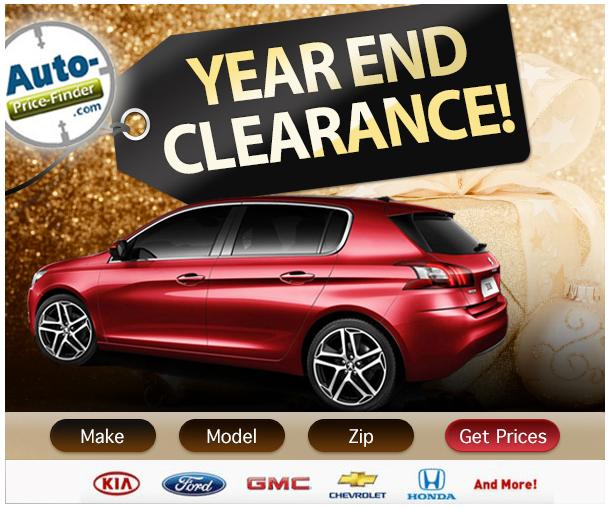 Auto-
Price-Finder
.com
YEAR END
CLEARANCE!
Make
Model
Zip
Get Prices
KIA
Ford
GMC
CHEVROLET
HONDA
And More!